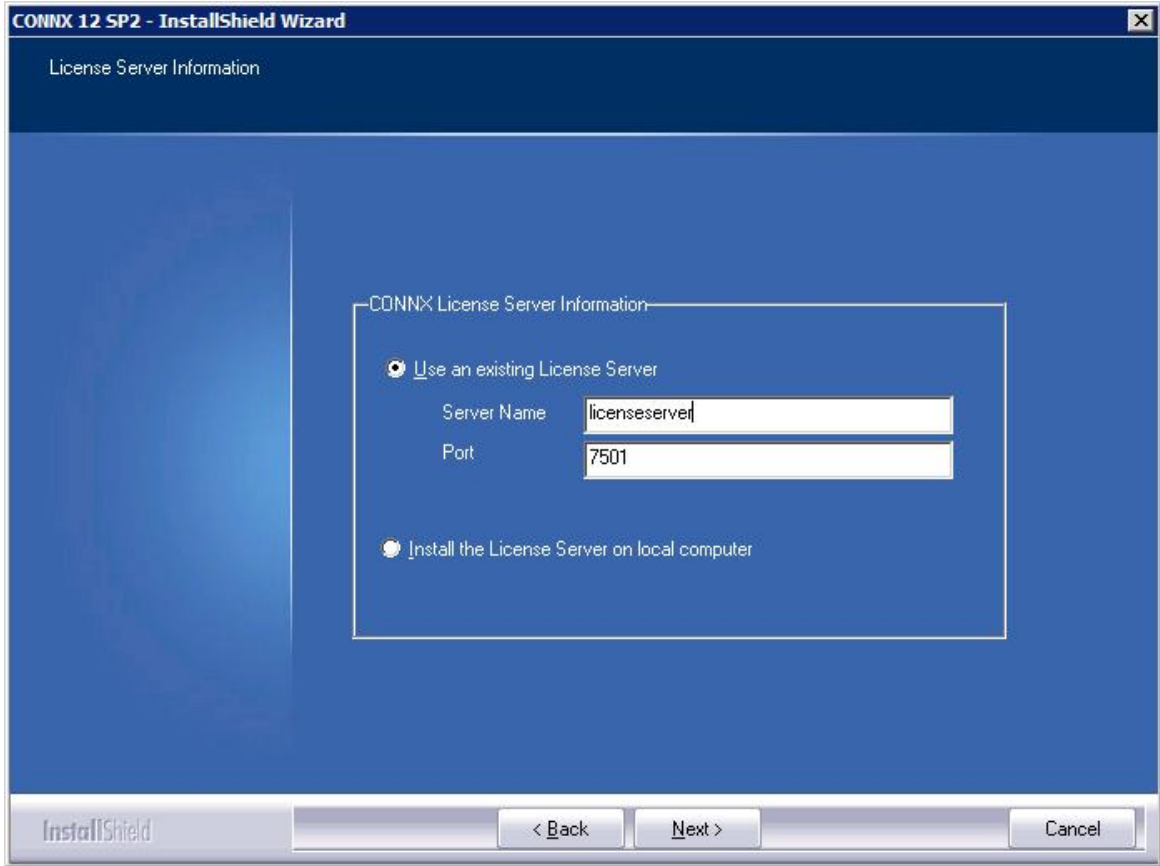 CONNX 12 SP2 - InstallShield Wizard
License Server Information
CONNX License Server Information
Use an existing License Server
Server Name licenseserver
Port 7501
Install the License Server on local computer
InstallShield
< Back Next > Cancel